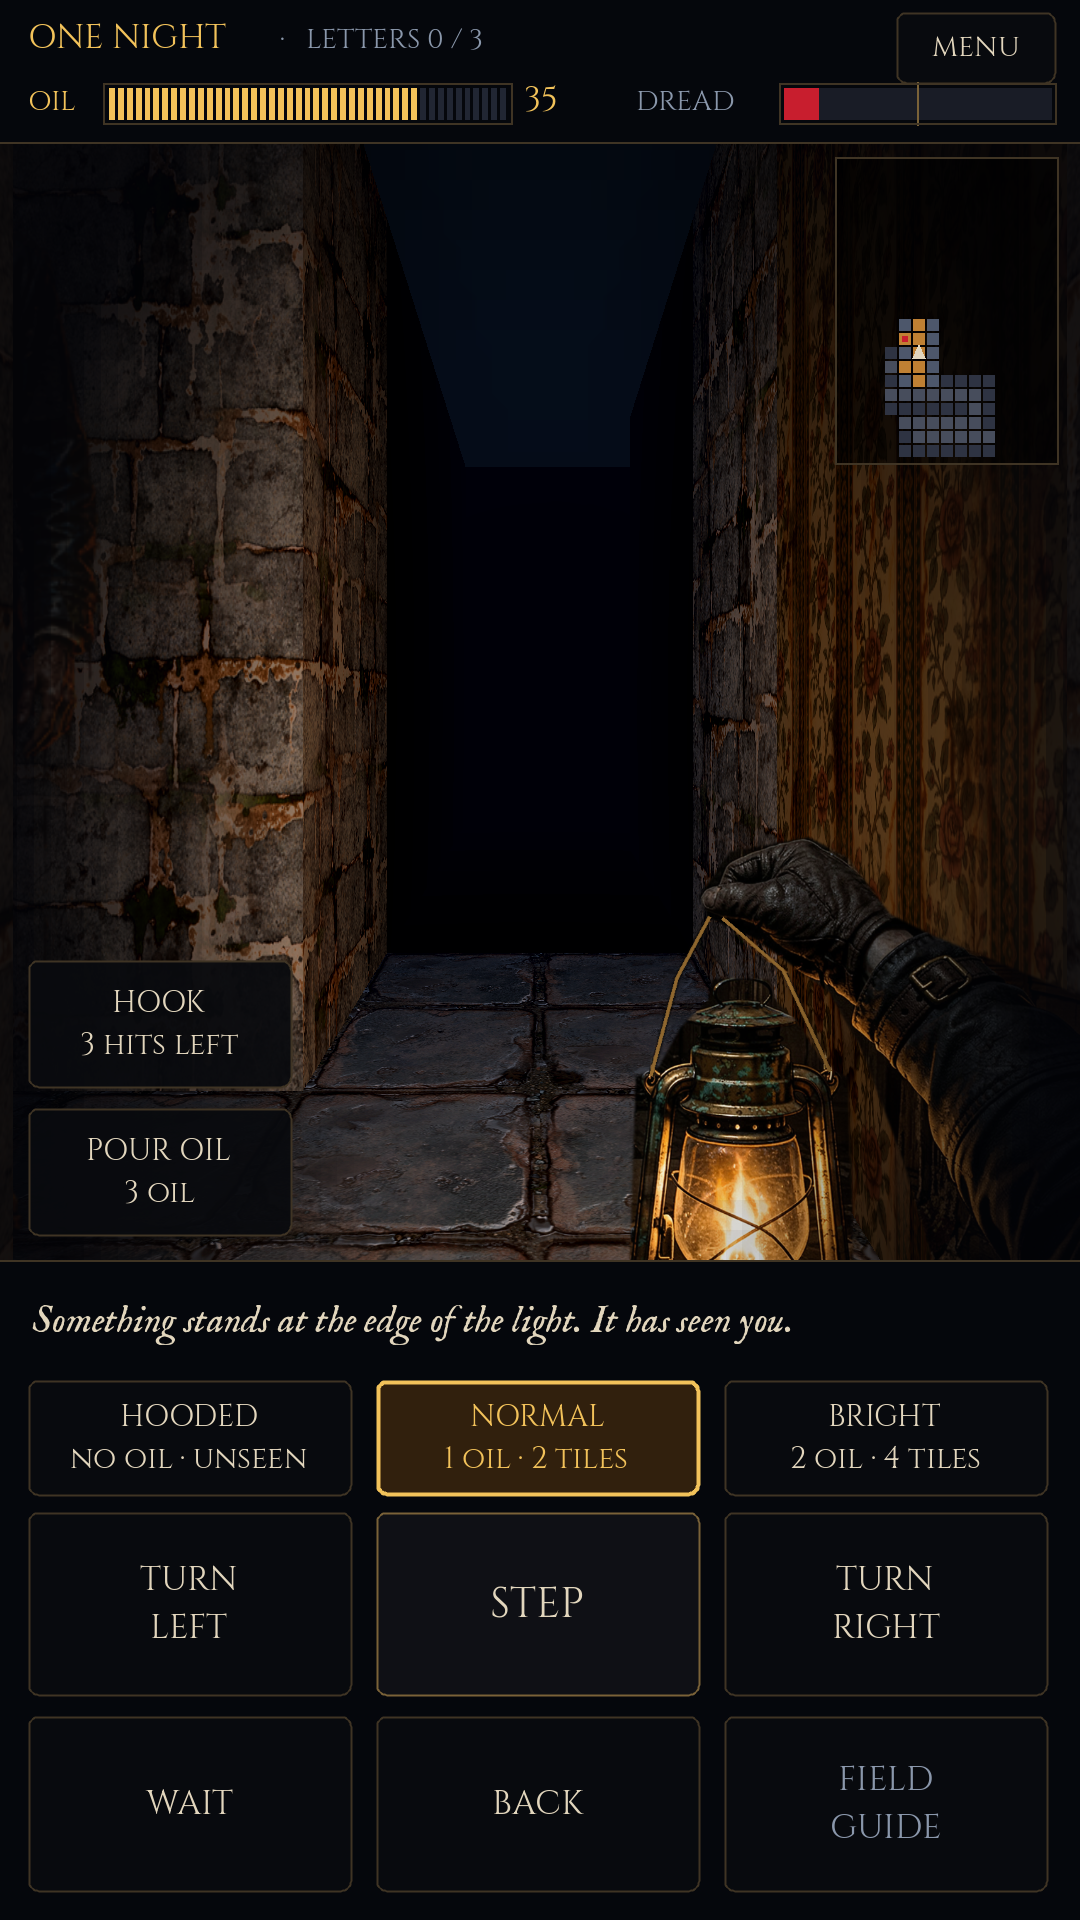 ONE NIGHT · LETTERS 0 / 3
MENU
OIL 35 DREAD
HOOK
3 HITS LEFT
POUR OIL
3 OIL
Something stands at the edge of the light. It has seen you.
HOODED
NO OIL · UNSEEN
NORMAL
1 OIL · 2 TILES
BRIGHT
2 OIL · 4 TILES
TURN
LEFT
STEP
TURN
RIGHT
WAIT
BACK
FIELD
GUIDE